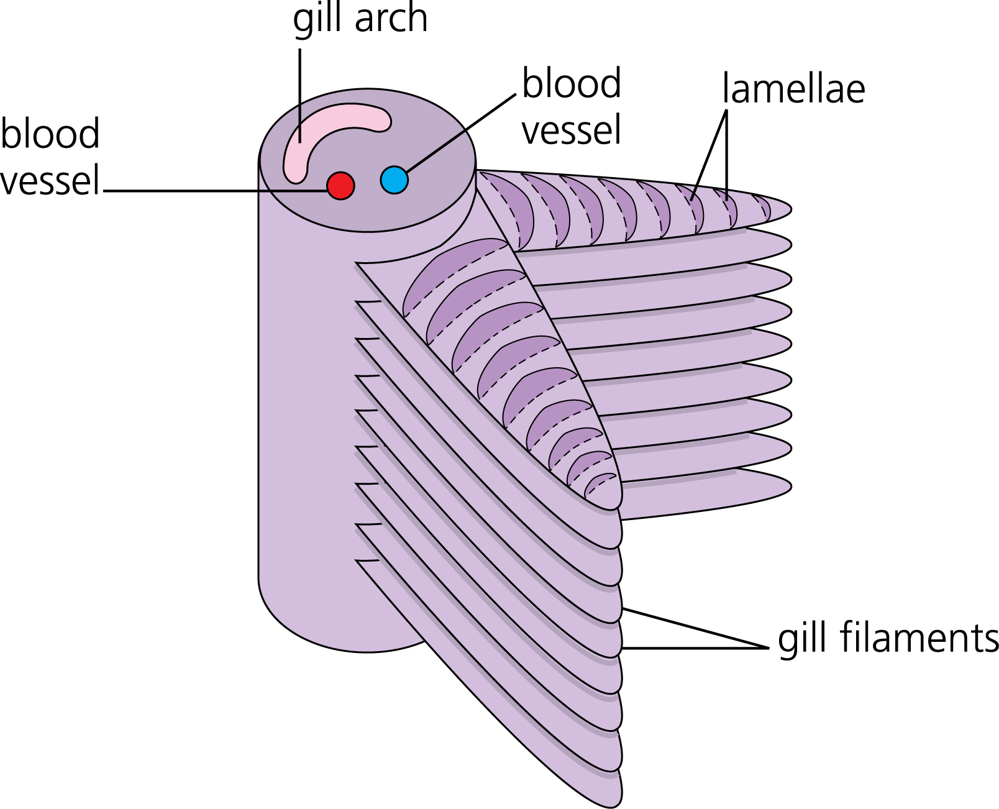 gill arch
blood
vessel
lamellae
blood
vessel
gill filaments